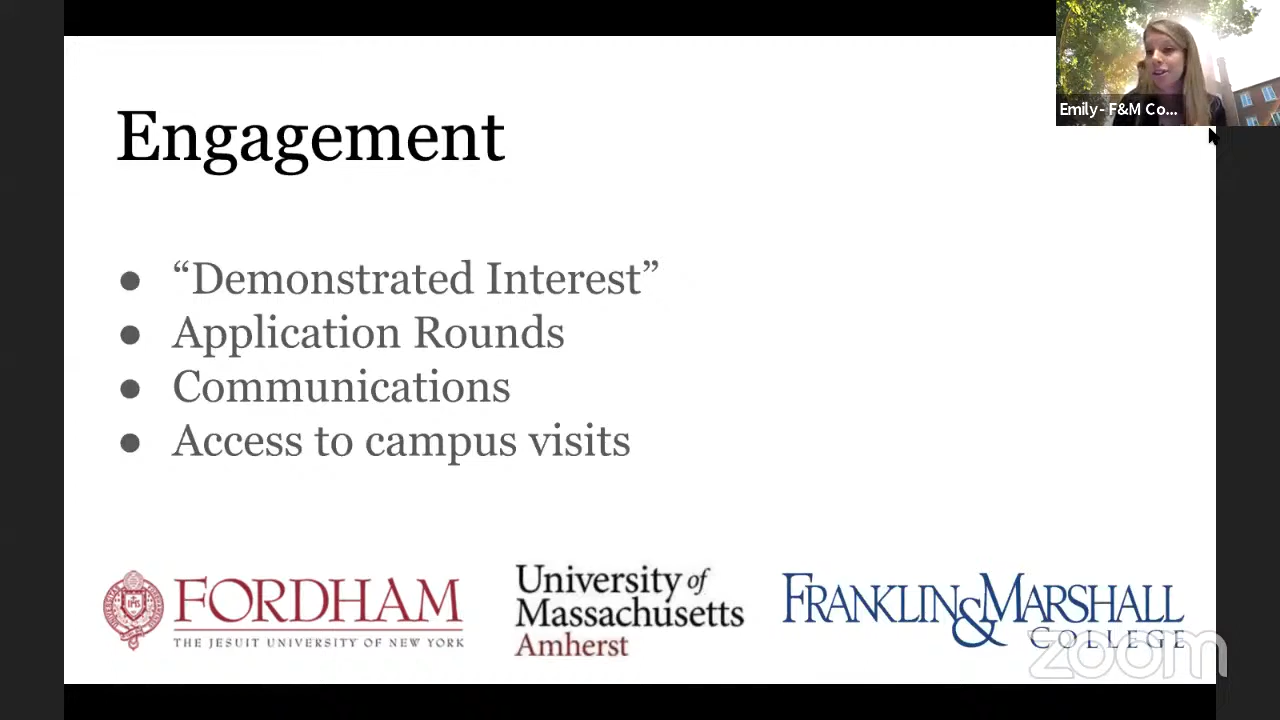 Emily- F&M Co...
Engagement
● “Demonstrated Interest”
● Application Rounds
● Communications
● Access to campus visits
FORDHAM
THE JESUIT UNIVERSITY OF NEW YORK
University of
Massachusetts
Amherst
FRANKLIN & MARSHALL
COLLEGE
zoom